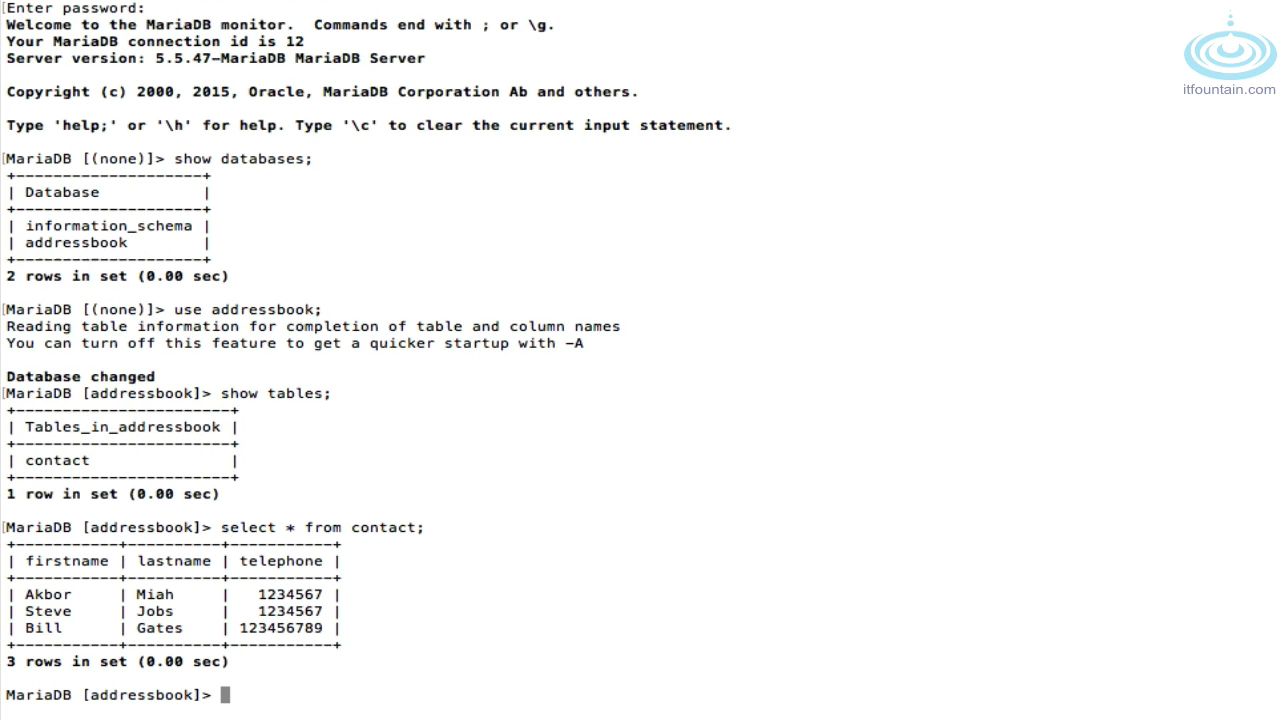 Enter password:
Welcome to the MariaDB monitor.  Commands end with ; or \g.
Your MariaDB connection id is 12
Server version: 5.5.47-MariaDB MariaDB Server
Copyright (c) 2000, 2015, Oracle, MariaDB Corporation Ab and others.
Type 'help;' or '\h' for help. Type '\c' to clear the current input statement.
MariaDB [(none)]> show databases;
+--------------------+
| Database           |
+--------------------+
| information_schema |
| addressbook        |
+--------------------+
2 rows in set (0.00 sec)
MariaDB [(none)]> use addressbook;
Reading table information for completion of table and column names
You can turn off this feature to get a quicker startup with -A
Database changed
MariaDB [addressbook]> show tables;
+-----------------------+
| Tables_in_addressbook |
+-----------------------+
| contact               |
+-----------------------+
1 row in set (0.00 sec)
MariaDB [addressbook]> select * from contact;
+-----------+----------+-----------+
| firstname | lastname | telephone |
+-----------+----------+-----------+
| Akbor     | Miah     |   1234567 |
| Steve     | Jobs     |   1234567 |
| Bill      | Gates    | 123456789 |
+-----------+----------+-----------+
3 rows in set (0.00 sec)
MariaDB [addressbook]>
itfountain.com